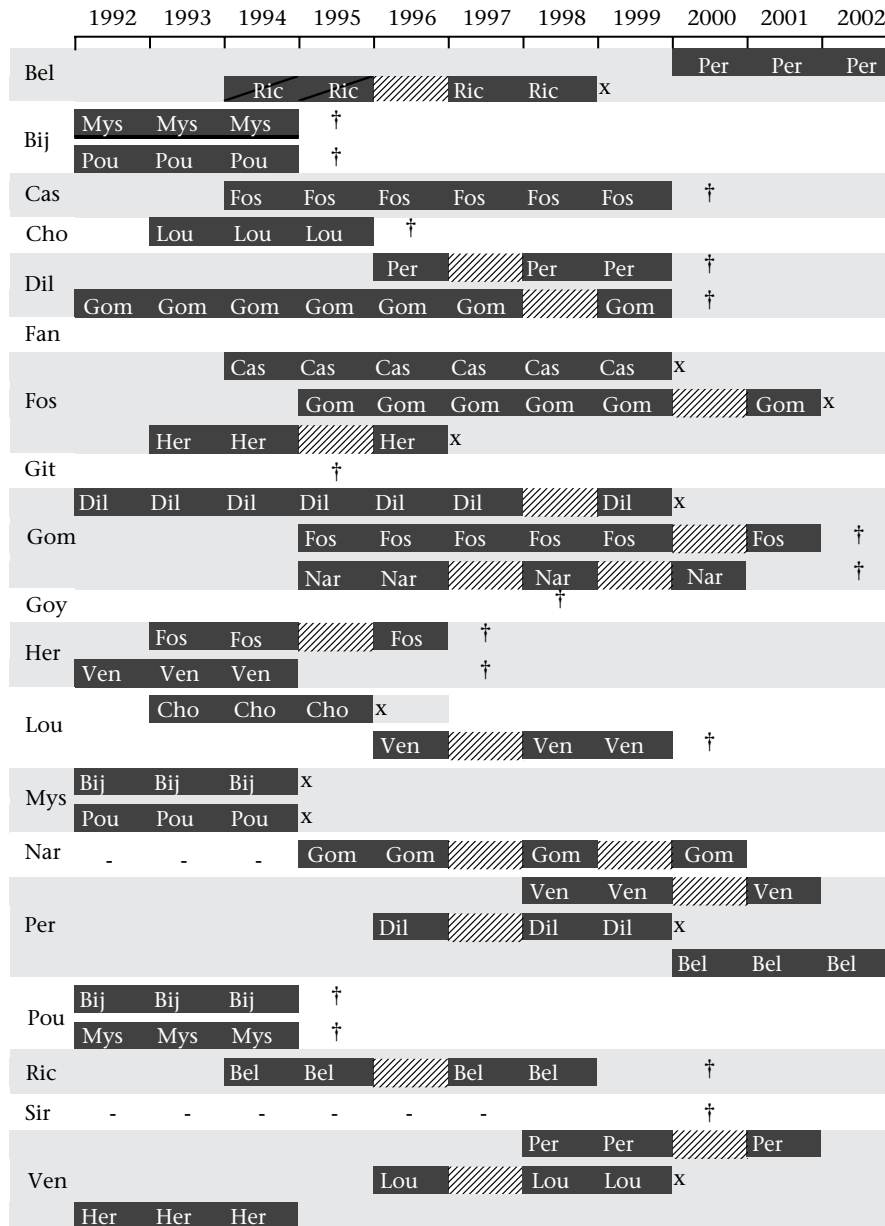 1992 1993 1994 1995 1996 1997 1998 1999 2000 2001 2002
Per Per Per
Bel
Ric Ric Ric Ric x
Mys Mys Mys †
Bij
Pou Pou Pou †
Cas Fos Fos Fos Fos Fos Fos †
Cho Lou Lou Lou †
Per Per Per †
Dil
Gom Gom Gom Gom Gom Gom Gom †
Fan
Cas Cas Cas Cas Cas Cas x
Fos Gom Gom Gom Gom Gom Gom x
Her Her Her x
Git †
Dil Dil Dil Dil Dil Dil Dil x
Gom Fos Fos Fos Fos Fos Fos †
Nar Nar Nar Nar †
Goy †
Fos Fos Fos †
Her
Ven Ven Ven †
Cho Cho Cho x
Lou
Ven Ven Ven †
Bij Bij Bij x
Mys
Pou Pou Pou x
Nar - - - Gom Gom Gom Gom
Ven Ven Ven
Per Dil Dil Dil x
Bel Bel Bel
Bij Bij Bij †
Pou
Mys Mys Mys †
Ric Bel Bel Bel Bel †
Sir - - - - - - †
Per Per Per
Ven Lou Lou Lou x
Her Her Her